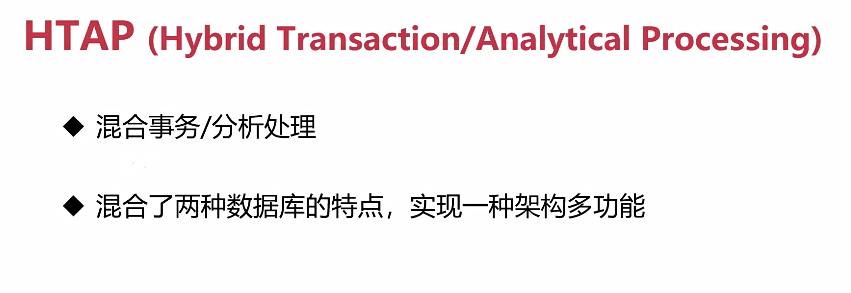 HTAP (Hybrid Transaction/Analytical Processing)
◆ 混合事务/分析处理
◆ 混合了两种数据库的特点，实现一种架构多功能